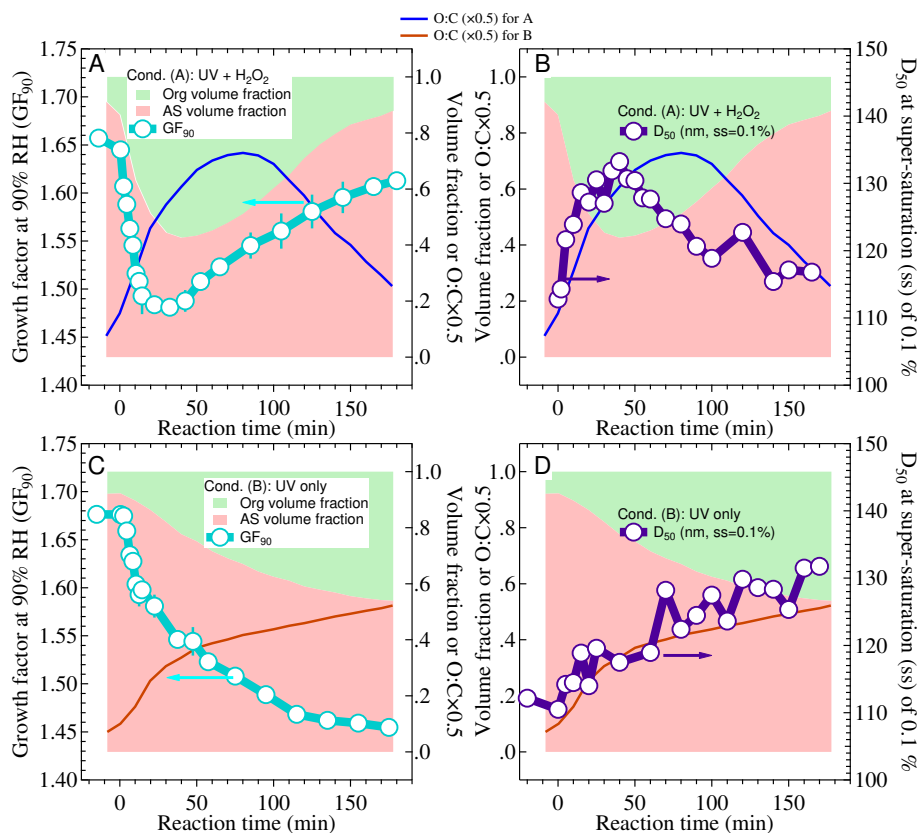 O:C (×0.5) for A
O:C (×0.5) for B
A
Cond. (A): UV + H2O2
Org volume fraction
AS volume fraction
GF90
Growth factor at 90% RH (GF90)
1.75
1.70
1.65
1.60
1.55
1.50
1.45
1.40
0
50
100
150
Reaction time (min)
1.0
.8
.6
.4
.2
.0
Volume fraction or O:C×0.5
B
Cond. (A): UV + H2O2
D50 (nm, ss=0.1%)
Volume fraction or O:C×0.5
1.0
.8
.6
.4
.2
.0
0
50
100
150
Reaction time (min)
150
140
130
120
110
100
D50 at super-saturation (ss) of 0.1 %
C
Cond. (B): UV only
Org volume fraction
AS volume fraction
GF90
Growth factor at 90% RH (GF90)
1.75
1.70
1.65
1.60
1.55
1.50
1.45
1.40
0
50
100
150
Reaction time (min)
1.0
.8
.6
.4
.2
.0
Volume fraction or O:C×0.5
D
Cond. (B): UV only
D50 (nm, ss=0.1%)
Volume fraction or O:C×0.5
1.0
.8
.6
.4
.2
.0
0
50
100
150
Reaction time (min)
150
140
130
120
110
100
D50 at super-saturation (ss) of 0.1 %